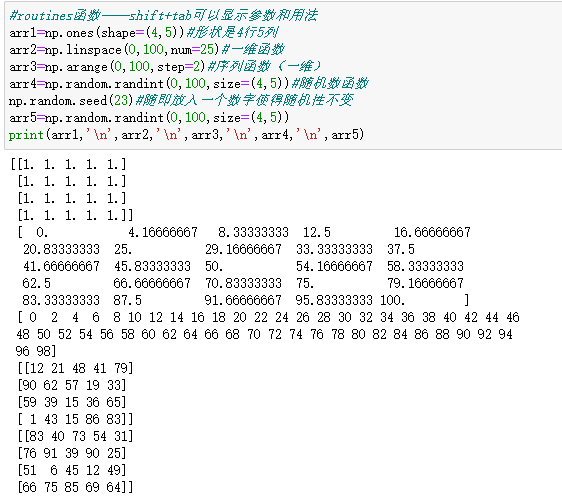 #routines函数——shift+tab可以显示参数和用法
arr1=np.ones(shape=(4,5))#形状是4行5列
arr2=np.linspace(0,100,num=25)#一维函数
arr3=np.arange(0,100,step=2)#序列函数（一维）
arr4=np.random.randint(0,100,size=(4,5))#随机数函数
np.random.seed(23)#随即放入一个数字使得随机性不变
arr5=np.random.randint(0,100,size=(4,5))
print(arr1,'\n',arr2,'\n',arr3,'\n',arr4,'\n',arr5)
[[1. 1. 1. 1. 1.]
[1. 1. 1. 1. 1.]
[1. 1. 1. 1. 1.]
[1. 1. 1. 1. 1.]]
[ 0. 4.16666667 8.33333333 12.5 16.66666667
20.83333333 25. 29.16666667 33.33333333 37.5
41.66666667 45.83333333 50. 54.16666667 58.33333333
62.5 66.66666667 70.83333333 75. 79.16666667
83.33333333 87.5 91.66666667 95.83333333 100. ]
[ 0 2 4 6 8 10 12 14 16 18 20 22 24 26 28 30 32 34 36 38 40 42 44 46
48 50 52 54 56 58 60 62 64 66 68 70 72 74 76 78 80 82 84 86 88 90 92 94
96 98]
[[12 21 48 41 79]
[90 62 57 19 33]
[59 39 15 36 65]
[ 1 43 15 86 83]]
[[83 40 73 54 31]
[76 91 39 90 25]
[51 6 45 12 49]
[66 75 85 69 64]]